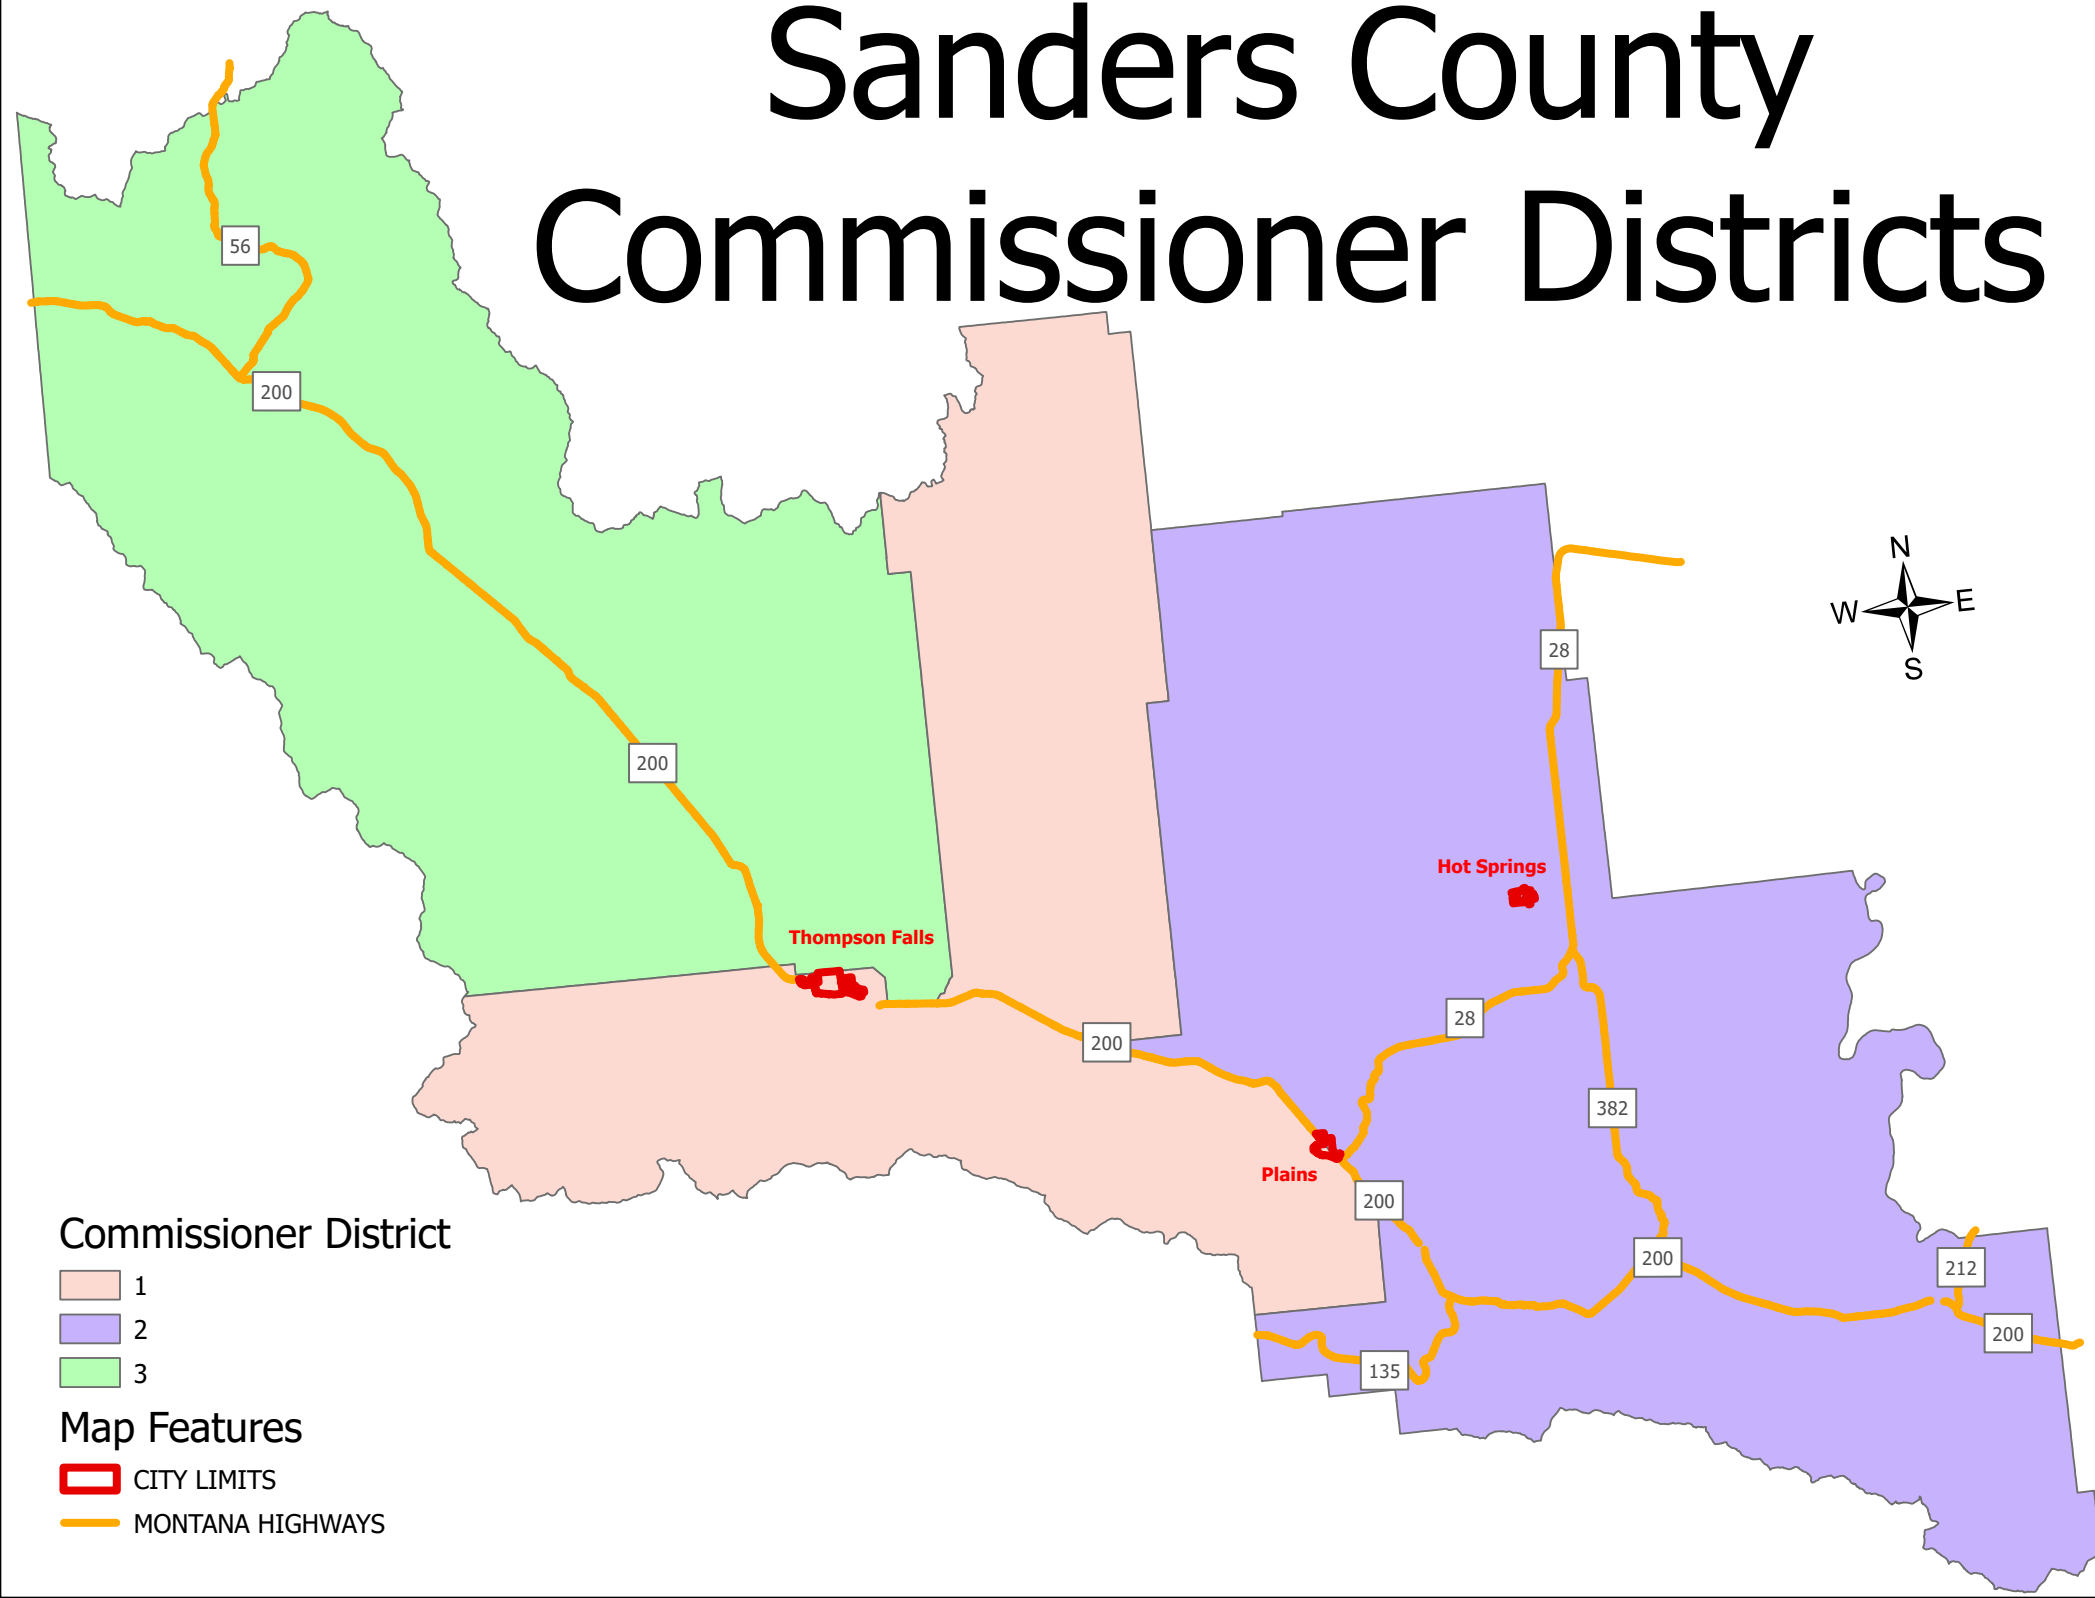 Sanders County
Commissioner Districts
56
200
N
W
E
S
28
200
Hot Springs
Thompson Falls
28
200
382
Plains
200
200
212
200
135
Commissioner District
1
2
3
Map Features
CITY LIMITS
MONTANA HIGHWAYS